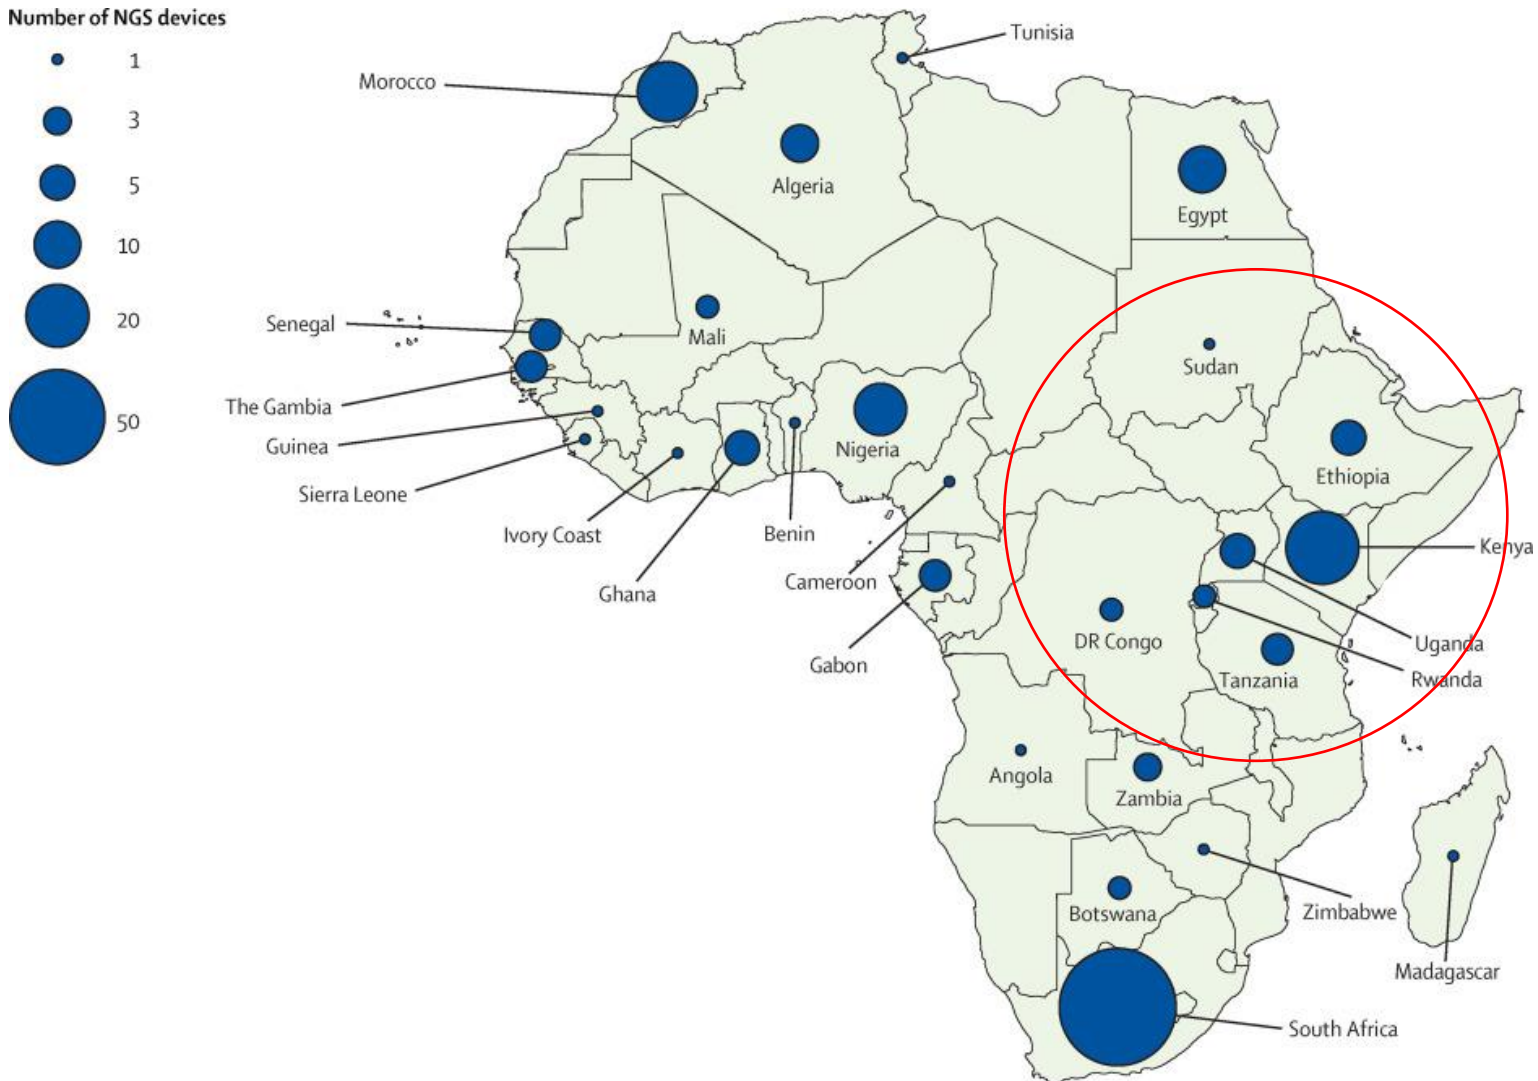 Number of NGS devices
1
3
5
10
20
50
Tunisia
Morocco
Algeria
Egypt
Senegal
Mali
Sudan
The Gambia
Guinea
Nigeria
Ethiopia
Sierra Leone
Ivory Coast
Benin
Kenya
Cameroon
Ghana
Gabon
DR Congo
Uganda
Tanzania
Rwanda
Angola
Zambia
Botswana
Zimbabwe
Madagascar
South Africa